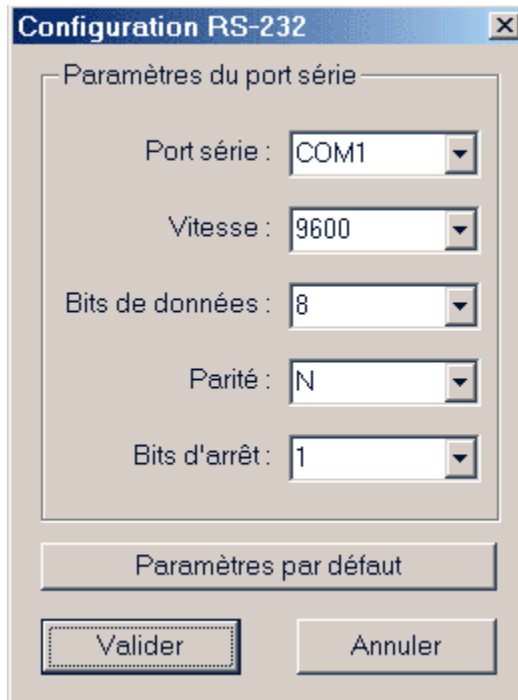 Configuration RS-232
Paramètres du port série
Port série : COM1
Vitesse : 9600
Bits de données : 8
Parité : N
Bits d'arrêt : 1
Paramètres par défaut
Valider Annuler